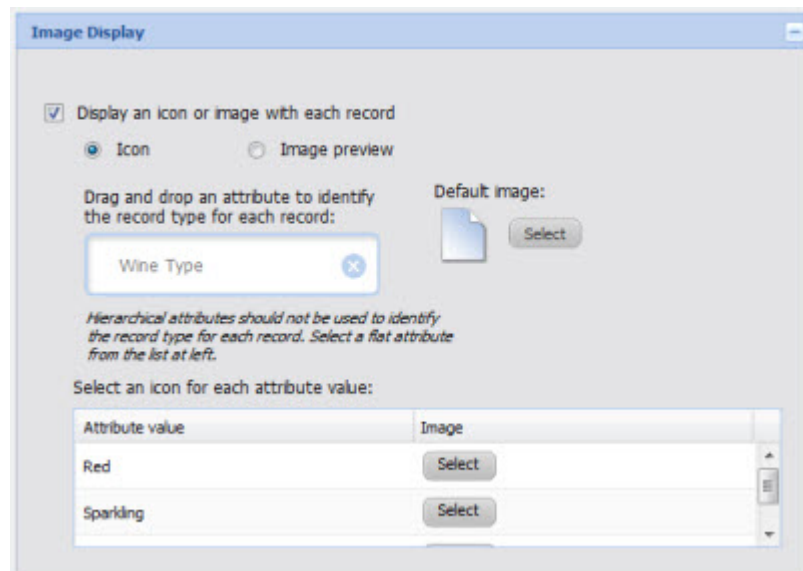 Image Display
Display an icon or image with each record
Icon
Image preview
Drag and drop an attribute to identify
the record type for each record:
Default image:
Select
Wine Type
Hierarchical attributes should not be used to identify
the record type for each record. Select a flat attribute
from the list at left.
Select an icon for each attribute value:
Attribute value
Image
Red
Select
Sparkling
Select